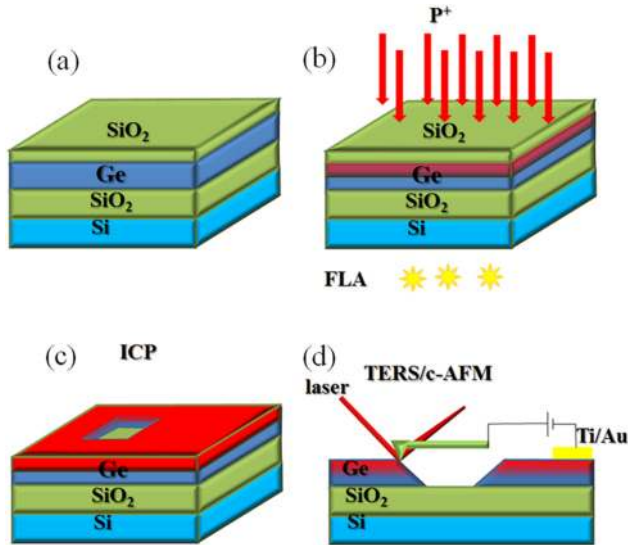 (a)
SiO2
Ge
SiO2
Si
P+
(b)
SiO2
Ge
SiO2
Si
FLA
(c)
ICP
Ge
SiO2
Si
(d)
TERS/c-AFM
laser
Ti/Au
Ge
SiO2
Si